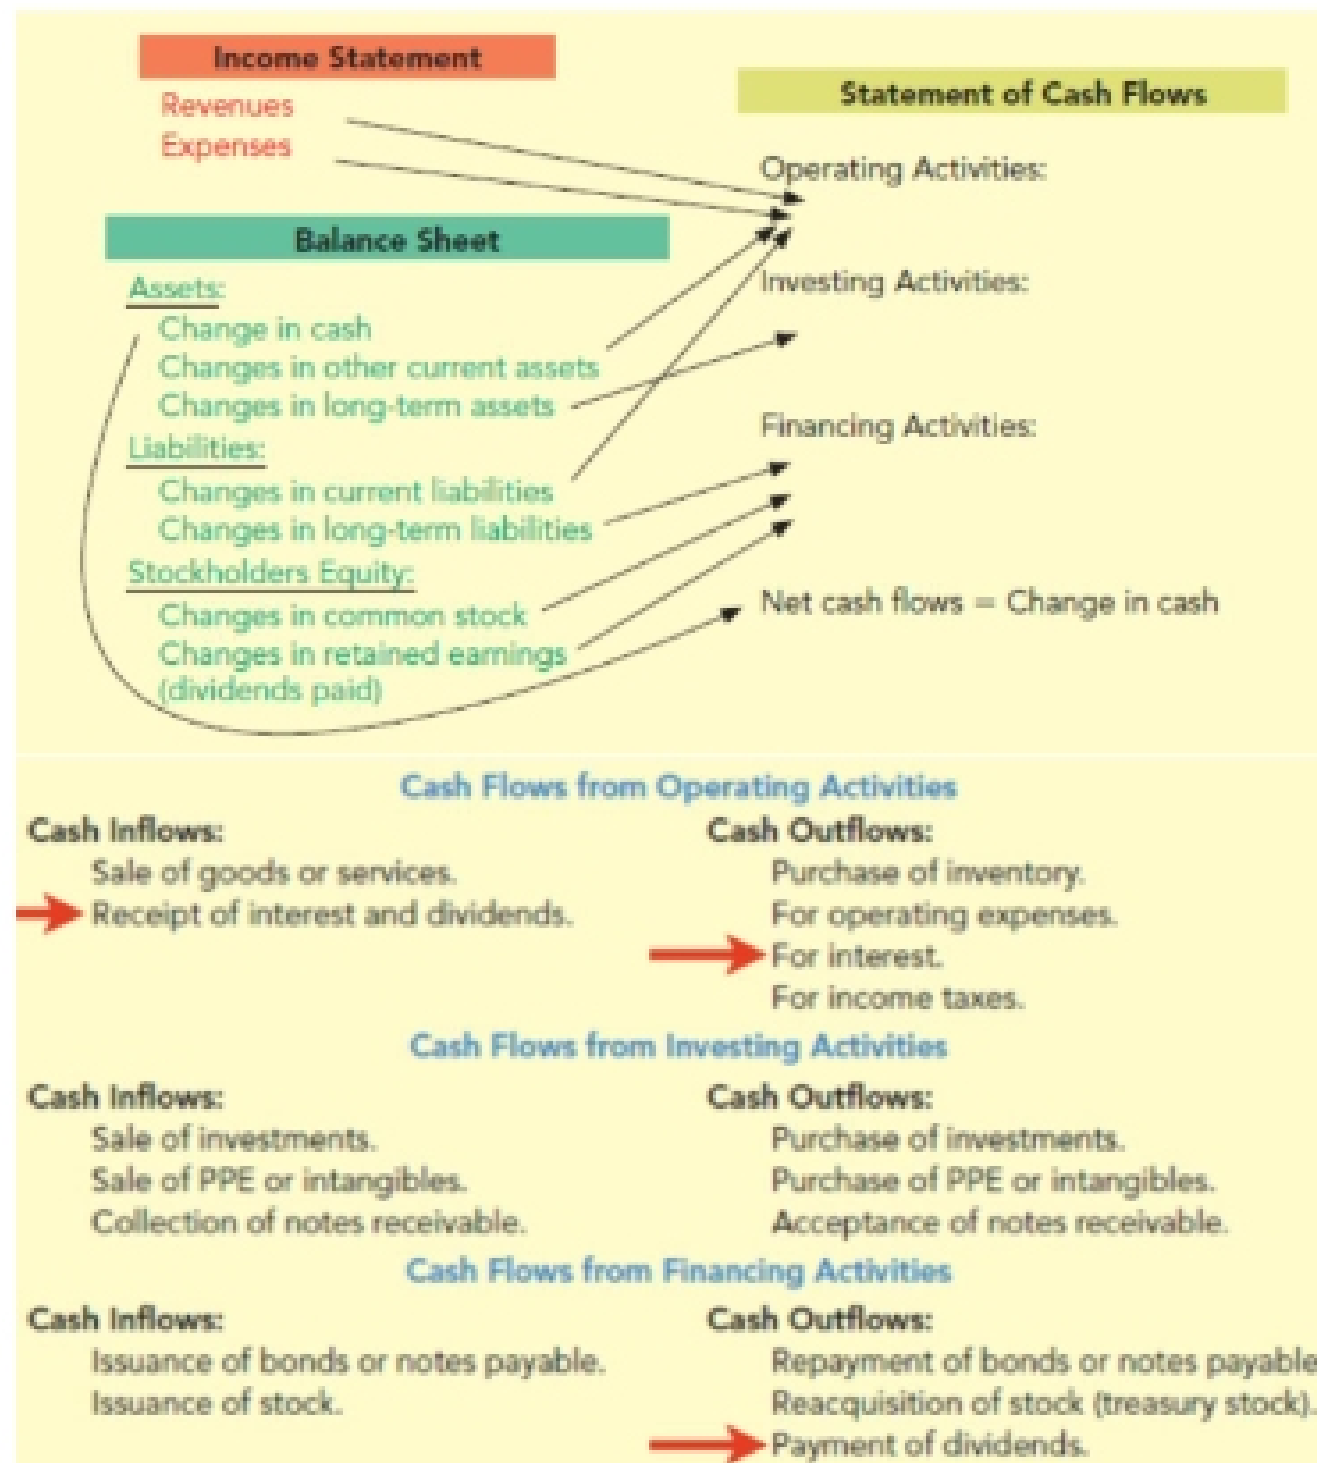 Income Statement
Revenues
Expenses
Statement of Cash Flows
Operating Activities:
Balance Sheet
Assets:
Change in cash
Changes in other current assets
Changes in long-term assets
Investing Activities:
Liabilities:
Changes in current liabilities
Changes in long-term liabilities
Financing Activities:
Stockholders Equity:
Changes in common stock
Changes in retained earnings
(dividends paid)
Net cash flows = Change in cash
Cash Flows from Operating Activities
Cash Inflows:
Sale of goods or services.
Receipt of interest and dividends.
Cash Outflows:
Purchase of inventory.
For operating expenses.
For interest.
For income taxes.
Cash Flows from Investing Activities
Cash Inflows:
Sale of investments.
Sale of PPE or intangibles.
Collection of notes receivable.
Cash Outflows:
Purchase of investments.
Purchase of PPE or intangibles.
Acceptance of notes receivable.
Cash Flows from Financing Activities
Cash Inflows:
Issuance of bonds or notes payable.
Issuance of stock.
Cash Outflows:
Repayment of bonds or notes payable
Reacquisition of stock (treasury stock).
Payment of dividends.